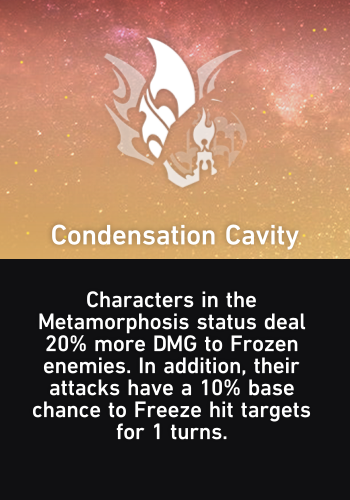 Condensation Cavity
Characters in the
Metamorphosis status deal
20% more DMG to Frozen
enemies. In addition, their
attacks have a 10% base
chance to Freeze hit targets
for 1 turns.